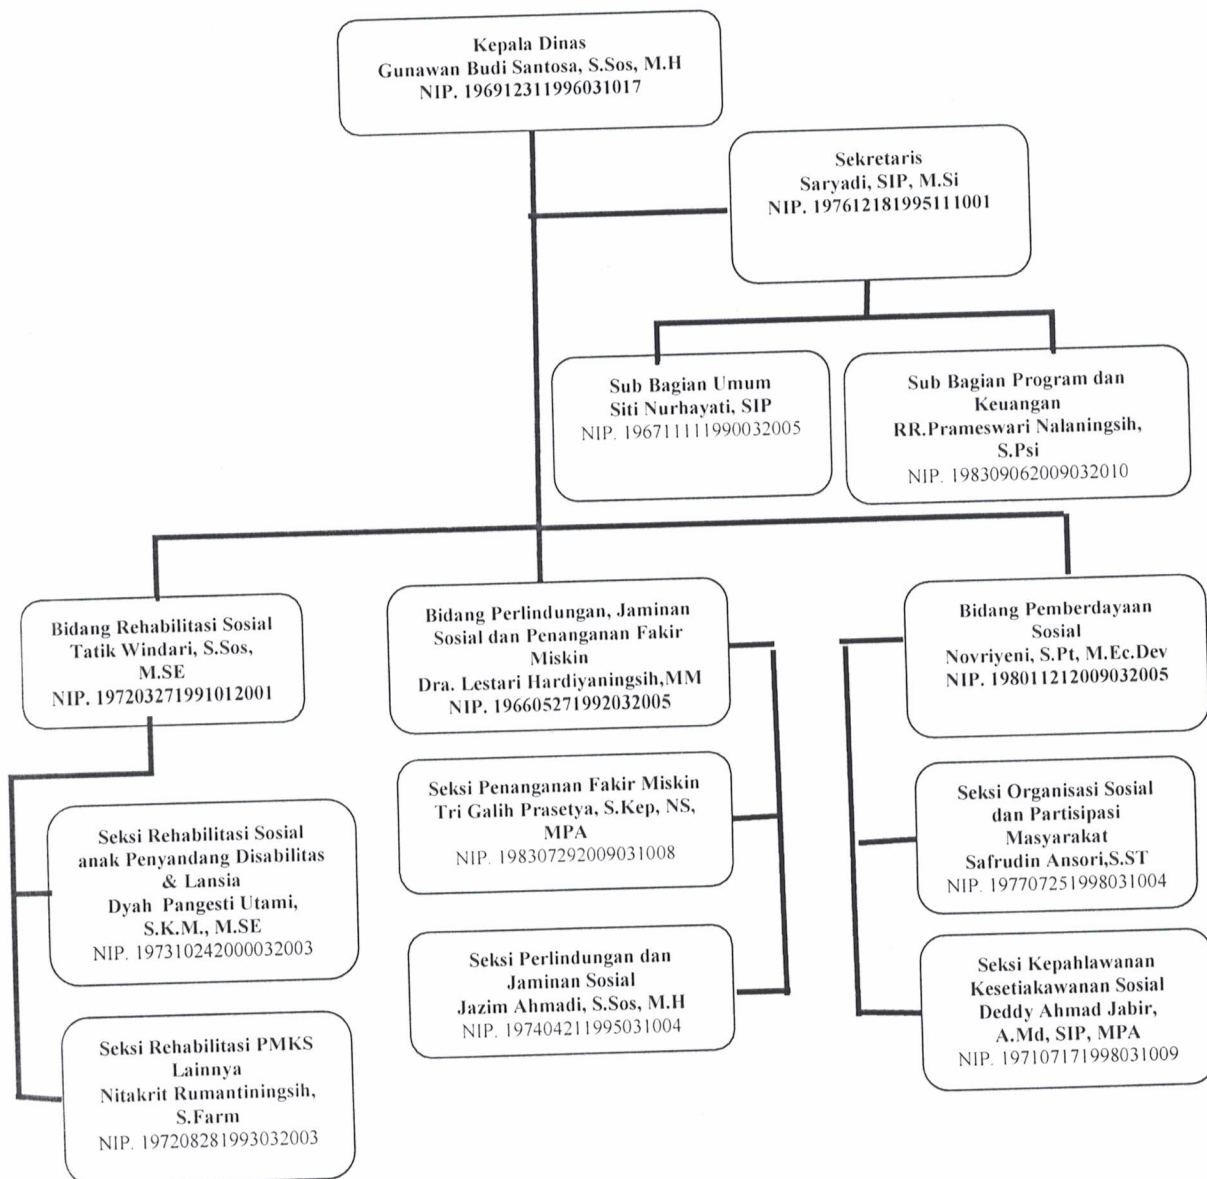 Kepala Dinas
Gunawan Budi Santosa, S.Sos, M.H
NIP. 196912311996031017
Sekretaris
Saryadi, SIP, M.Si
NIP. 197612181995111001
Sub Bagian Umum
Siti Nurhayati, SIP
NIP. 196711111990032005
Sub Bagian Program dan
Keuangan
RR.Prameswari Nalaningsih,
S.Psi
NIP. 198309062009032010
Bidang Rehabilitasi Sosial
Tatik Windari, S.Sos,
M.SE
NIP. 197203271991012001
Bidang Perlindungan, Jaminan
Sosial dan Penanganan Fakir
Miskin
Dra. Lestari Hardiyaningsih,MM
NIP. 196605271992032005
Bidang Pemberdayaan
Sosial
Novriyeni, S.Pt, M.Ec.Dev
NIP. 198011212009032005
Seksi Rehabilitasi Sosial
anak Penyandang Disabilitas
& Lansia
Dyah Pangesti Utami,
S.K.M., M.SE
NIP. 197310242000032003
Seksi Penanganan Fakir Miskin
Tri Galih Prasetya, S.Kep, NS,
MPA
NIP. 198307292009031008
Seksi Organisasi Sosial
dan Partisipasi
Masyarakat
Safrudin Ansori,S.ST
NIP. 197707251998031004
Seksi Rehabilitasi PMKS
Lainnya
Nitakrit Rumantiningsih,
S.Farm
NIP. 197208281993032003
Seksi Perlindungan dan
Jaminan Sosial
Jazim Ahmadi, S.Sos, M.H
NIP. 197404211995031004
Seksi Kepahlawanan
Kesetiakawanan Sosial
Deddy Ahmad Jabir,
A.Md, SIP, MPA
NIP. 197107171998031009